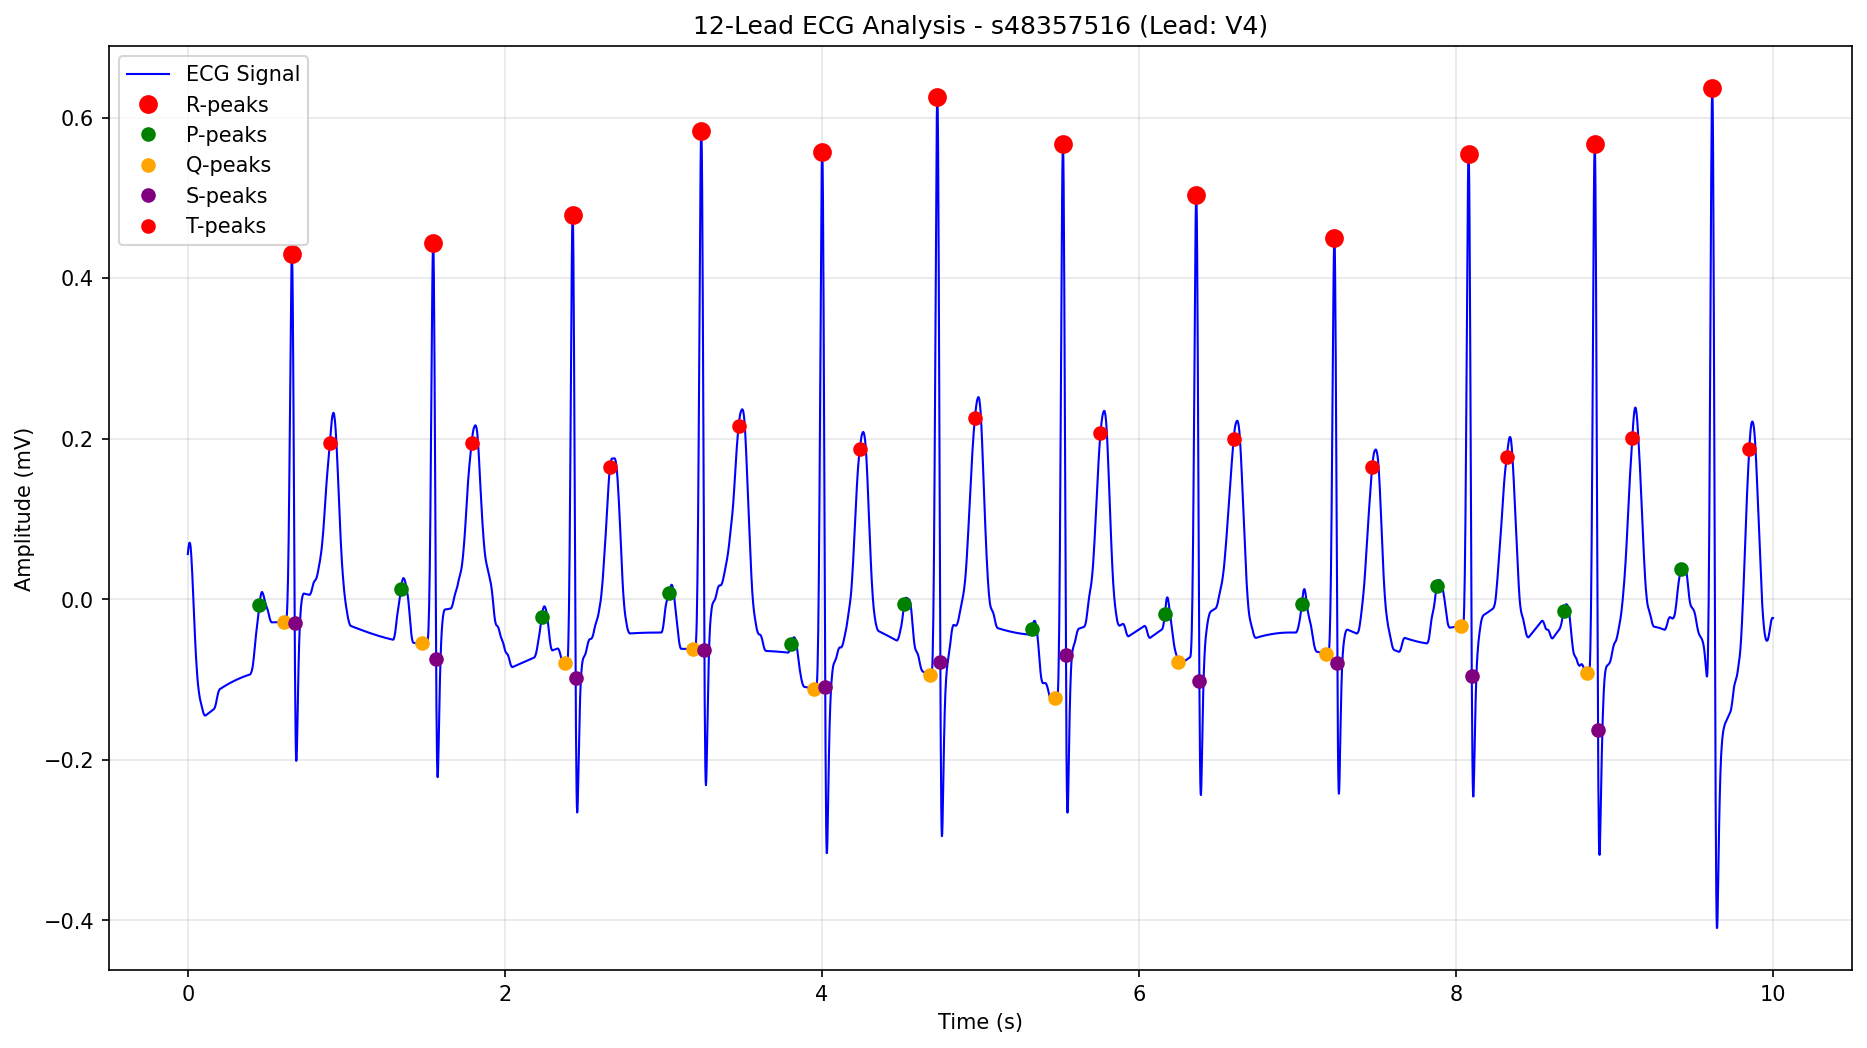 12-Lead ECG Analysis - s48357516 (Lead: V4)
ECG Signal
R-peaks
P-peaks
Q-peaks
S-peaks
T-peaks
Amplitude (mV)
0.6
0.4
0.2
0.0
−0.2
−0.4
0 2 4 6 8 10
Time (s)